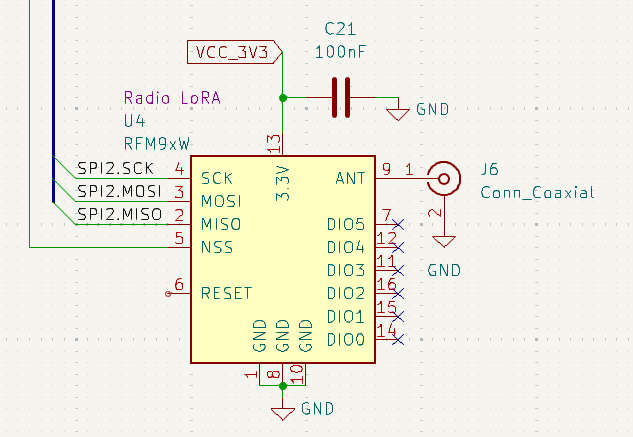 C21
100nF
VCC_3V3
GND
Radio LoRA
U4
RFM9xW
13
3.3V
SPI2.SCK 4 SCK
SPI2.MOSI 3 MOSI
SPI2.MISO 2 MISO
5 NSS
6 RESET
ANT 9 1
J6
Conn_Coaxial
2
GND
DIO5 7
DIO4 12
DIO3 11
DIO2 16
DIO1 15
DIO0 14
GND GND GND
1 8 10
GND